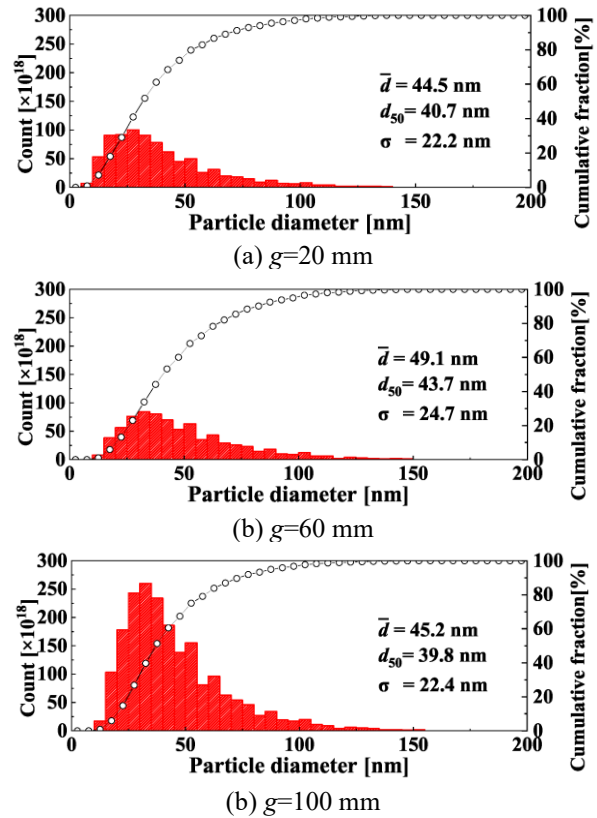 300
250
200
150
100
50
0
100
80
60
40
20
0
Count [×10¹⁸]
Cumulative fraction[%]
d̅ = 44.5 nm
d₅₀= 40.7 nm
σ = 22.2 nm
0 50 100 150 200
Particle diameter [nm]
(a) g=20 mm
300
250
200
150
100
50
0
100
80
60
40
20
0
Count [×10¹⁸]
Cumulative fraction[%]
d̅ = 49.1 nm
d₅₀= 43.7 nm
σ = 24.7 nm
0 50 100 150 200
Particle diameter [nm]
(b) g=60 mm
300
250
200
150
100
50
0
100
80
60
40
20
0
Count [×10¹⁸]
Cumulative fraction[%]
d̅ = 45.2 nm
d₅₀= 39.8 nm
σ = 22.4 nm
0 50 100 150 200
Particle diameter [nm]
(b) g=100 mm